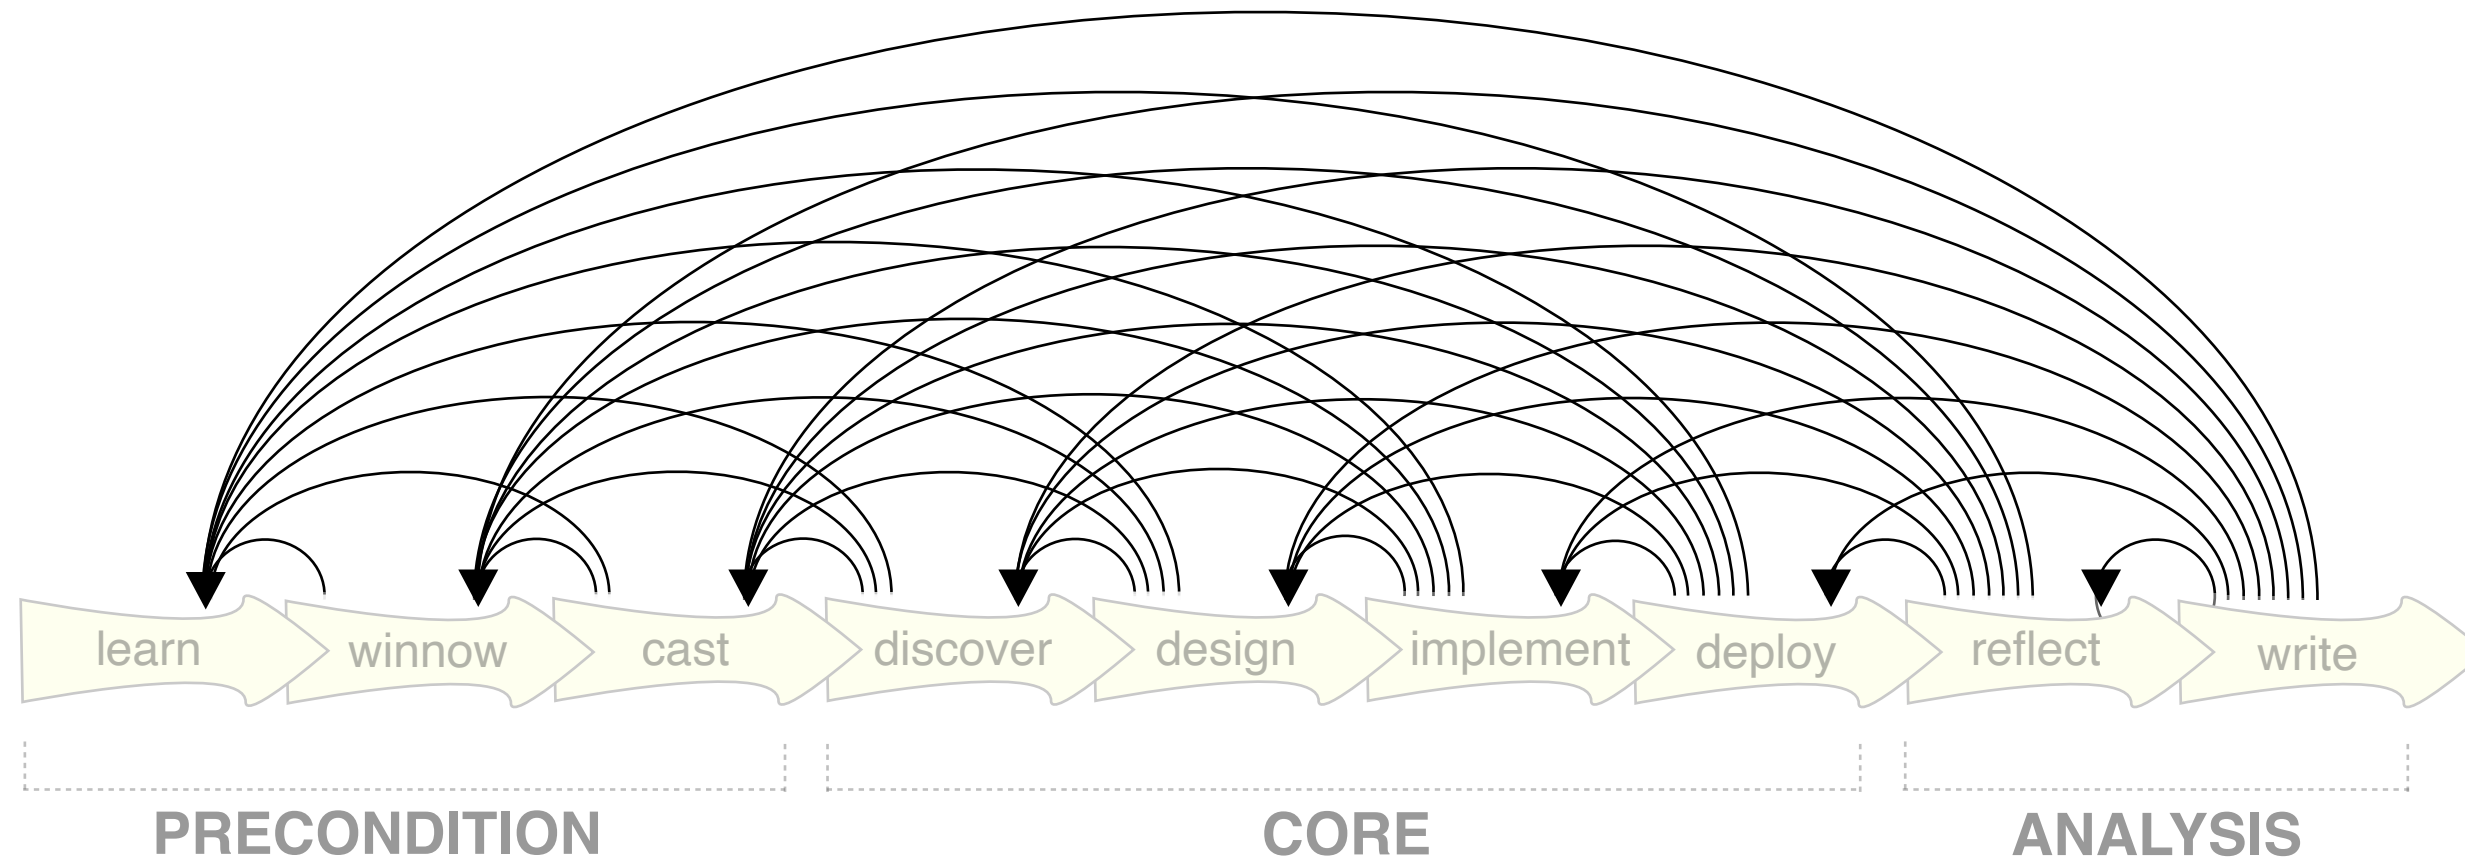 learn winnow cast discover design implement deploy reflect write
PRECONDITION CORE ANALYSIS